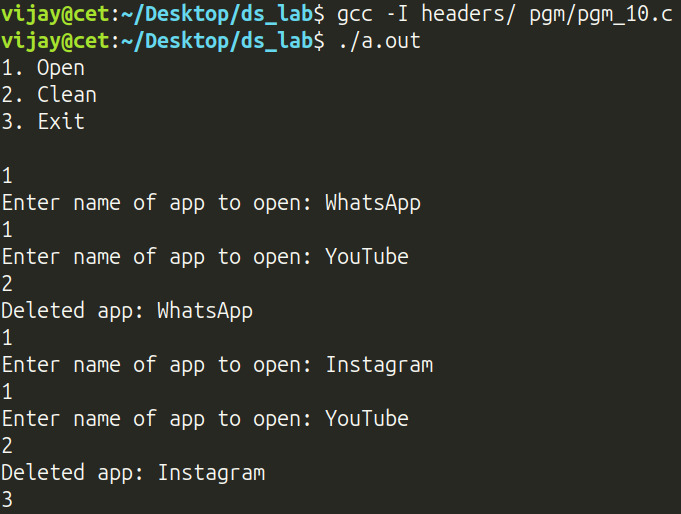 vijay@cet:~/Desktop/ds_lab$ gcc -I headers/ pgm/pgm_10.c
vijay@cet:~/Desktop/ds_lab$ ./a.out
1. Open
2. Clean
3. Exit

1
Enter name of app to open: WhatsApp
1
Enter name of app to open: YouTube
2
Deleted app: WhatsApp
1
Enter name of app to open: Instagram
1
Enter name of app to open: YouTube
2
Deleted app: Instagram
3